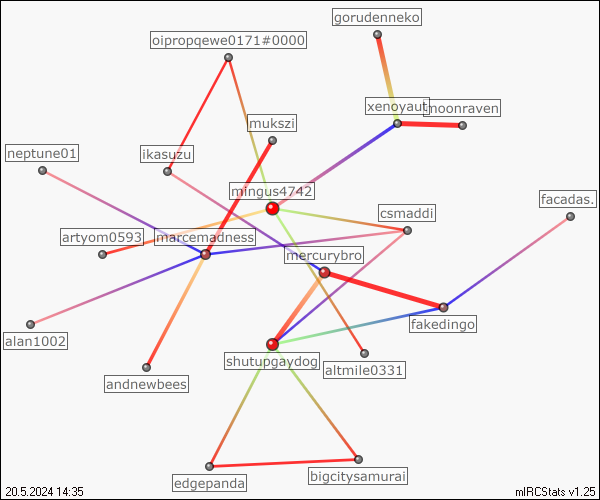 gorudenneko
oipropqewe0171#0000
xenoyaut
moonraven
mukszi
neptune01
ikasuzu
mingus4742
facadas.
csmaddi
artyom0593
marcemadness
mercurybro
fakedingo
alan1002
shutupgaydog
altmile0331
andnewbees
bigcitysamurai
edgepanda
20.5.2024 14:35
mIRCStats v1.25